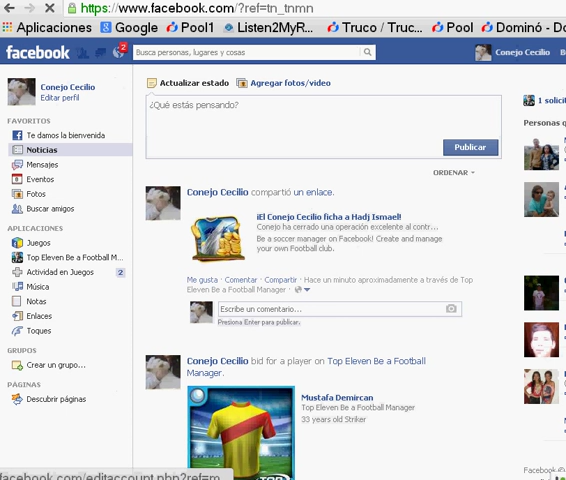 https://www.facebook.com/?ref=tn_tnmn
Aplicaciones Google Pool1 Listen2MyR... Truco / Truc... Pool Dominó - Do
facebook 2 Busca personas, lugares y cosas Conejo Cecilio
Conejo Cecilio
Editar perfil
FAVORITOS
Te damos la bienvenida
Noticias
Mensajes
Eventos
Fotos
Buscar amigos
APLICACIONES
Juegos
Top Eleven Be a Football M...
Actividad en Juegos 2
Música
Notas
Enlaces
Toques
GRUPOS
Crear un grupo...
PÁGINAS
Descubrir páginas
facebook.com/editaccount.php?ref=m
Actualizar estado Agregar fotos/video
¿Qué estás pensando?
Publicar
ORDENAR
Conejo Cecilio compartió un enlace.
¡El Conejo Cecilio ficha a Hadj Ismael!
Conejo ha cerrado una operación excelente al contr...
Be a soccer manager on Facebook! Create and manage
your own Football club.
Me gusta · Comentar · Compartir · Hace un minuto aproximadamente a través de Top
Eleven Be a Football Manager ·
Escribe un comentario...
Presiona Enter para publicar.
Conejo Cecilio bid for a player on Top Eleven Be a Football
Manager.
Mustafa Demircan
Top Eleven Be a Football Manager
33 years old Striker
TOP
1 solicit
Personas q
Facebook ©